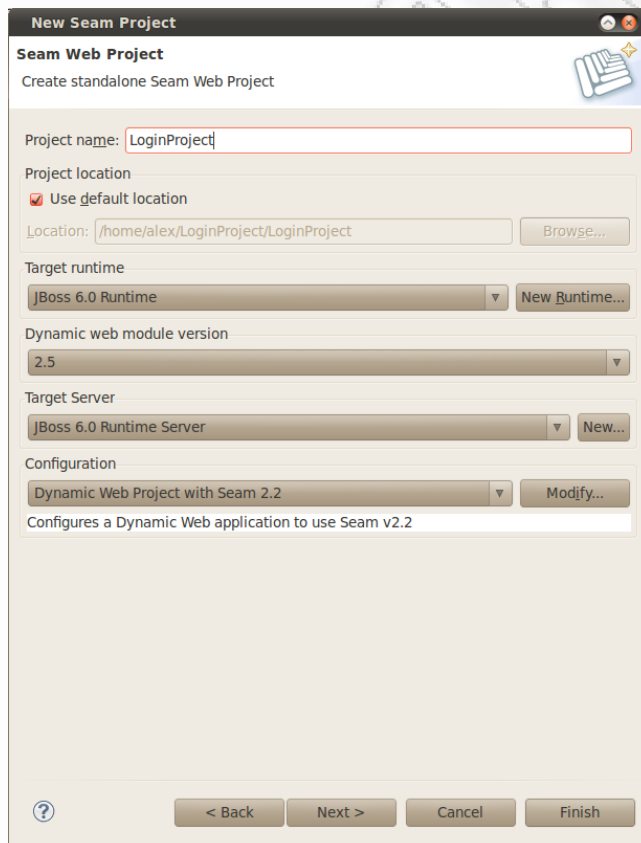 New Seam Project
Seam Web Project
Create standalone Seam Web Project
Project name: LoginProject
Project location
Use default location
Location: /home/alex/LoginProject/LoginProject Browse...
Target runtime
JBoss 6.0 Runtime New Runtime...
Dynamic web module version
2.5
Target Server
JBoss 6.0 Runtime Server New...
Configuration
Dynamic Web Project with Seam 2.2 Modify...
Configures a Dynamic Web application to use Seam v2.2
? < Back Next > Cancel Finish